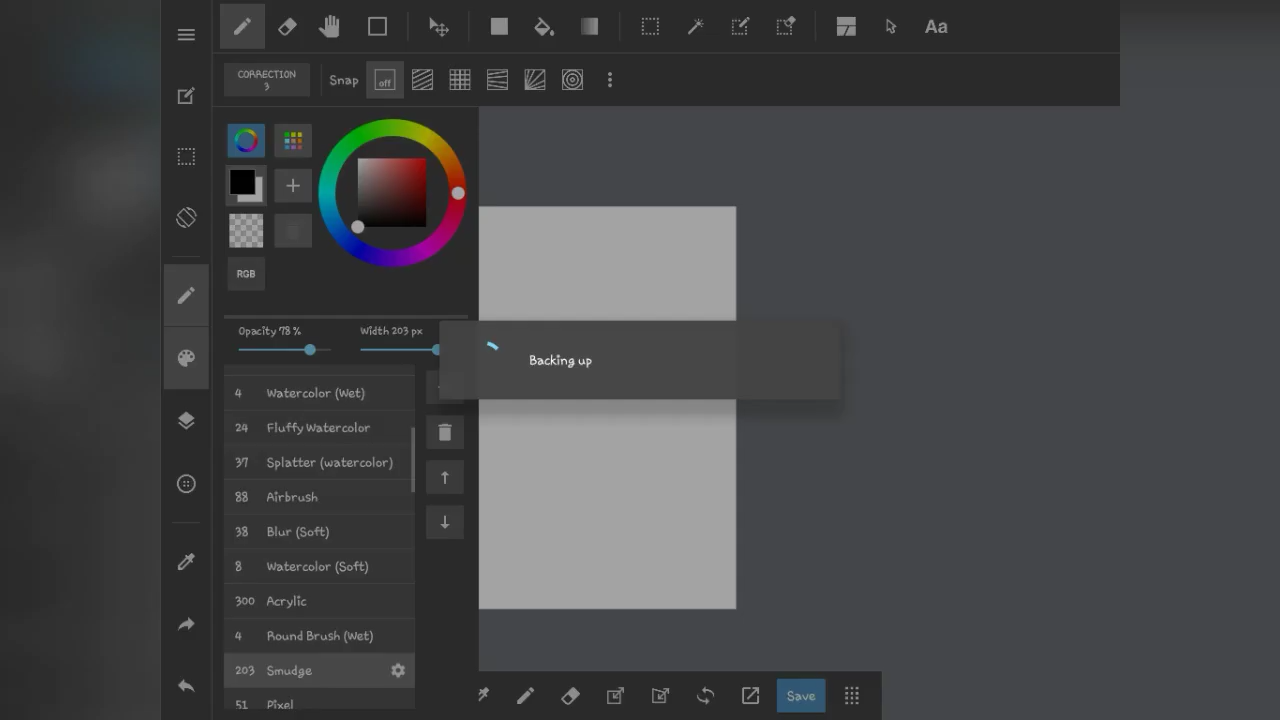 Aa
CORRECTION
3
Snap
off
RGB
Opacity 78 %
Width 203 px
Backing up
4 Watercolor (Wet)
24 Fluffy Watercolor
37 Splatter (watercolor)
88 Airbrush
38 Blur (Soft)
8 Watercolor (Soft)
300 Acrylic
4 Round Brush (Wet)
203 Smudge
51 Pixel
Save